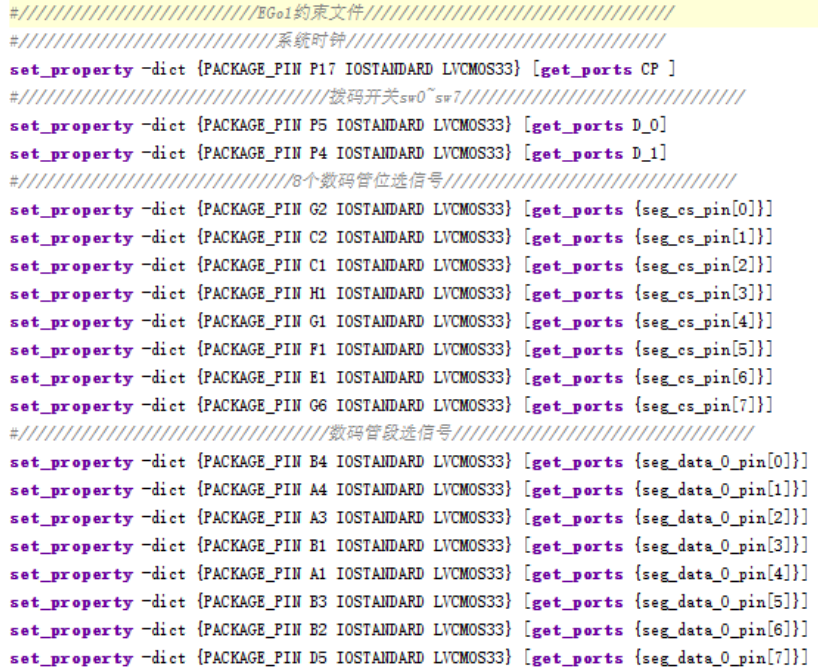 #/////////////////////////////EGo1约束文件//////////////////////////////////////
#///////////////////////////////系统时钟///////////////////////////////////////
set_property -dict {PACKAGE_PIN P17 IOSTANDARD LVCMOS33} [get_ports CP ]
#//////////////////////////////////////拨码开关sw0~sw7//////////////////////////////////
set_property -dict {PACKAGE_PIN P5 IOSTANDARD LVCMOS33} [get_ports D_0]
set_property -dict {PACKAGE_PIN P4 IOSTANDARD LVCMOS33} [get_ports D_1]
#/////////////////////////////////8个数码管位选信号///////////////////////////////////
set_property -dict {PACKAGE_PIN G2 IOSTANDARD LVCMOS33} [get_ports {seg_cs_pin[0]}]
set_property -dict {PACKAGE_PIN C2 IOSTANDARD LVCMOS33} [get_ports {seg_cs_pin[1]}]
set_property -dict {PACKAGE_PIN C1 IOSTANDARD LVCMOS33} [get_ports {seg_cs_pin[2]}]
set_property -dict {PACKAGE_PIN H1 IOSTANDARD LVCMOS33} [get_ports {seg_cs_pin[3]}]
set_property -dict {PACKAGE_PIN G1 IOSTANDARD LVCMOS33} [get_ports {seg_cs_pin[4]}]
set_property -dict {PACKAGE_PIN F1 IOSTANDARD LVCMOS33} [get_ports {seg_cs_pin[5]}]
set_property -dict {PACKAGE_PIN E1 IOSTANDARD LVCMOS33} [get_ports {seg_cs_pin[6]}]
set_property -dict {PACKAGE_PIN G6 IOSTANDARD LVCMOS33} [get_ports {seg_cs_pin[7]}]
#//////////////////////////////////////数码管段选信号////////////////////////////////////
set_property -dict {PACKAGE_PIN B4 IOSTANDARD LVCMOS33} [get_ports {seg_data_0_pin[0]}]
set_property -dict {PACKAGE_PIN A4 IOSTANDARD LVCMOS33} [get_ports {seg_data_0_pin[1]}]
set_property -dict {PACKAGE_PIN A3 IOSTANDARD LVCMOS33} [get_ports {seg_data_0_pin[2]}]
set_property -dict {PACKAGE_PIN B1 IOSTANDARD LVCMOS33} [get_ports {seg_data_0_pin[3]}]
set_property -dict {PACKAGE_PIN A1 IOSTANDARD LVCMOS33} [get_ports {seg_data_0_pin[4]}]
set_property -dict {PACKAGE_PIN B3 IOSTANDARD LVCMOS33} [get_ports {seg_data_0_pin[5]}]
set_property -dict {PACKAGE_PIN B2 IOSTANDARD LVCMOS33} [get_ports {seg_data_0_pin[6]}]
set_property -dict {PACKAGE_PIN D5 IOSTANDARD LVCMOS33} [get_ports {seg_data_0_pin[7]}]